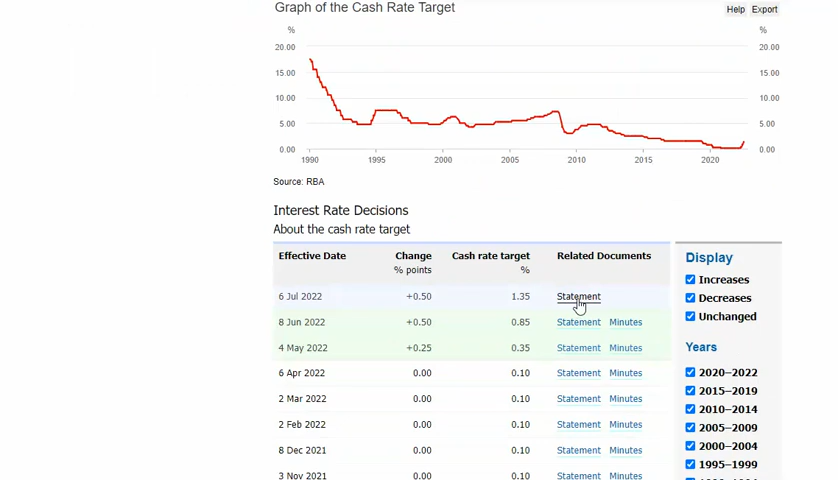 Graph of the Cash Rate Target
Help Export
% %
20.00 20.00
15.00 15.00
10.00 10.00
5.00 5.00
0.00 0.00
1990 1995 2000 2005 2010 2015 2020
Source: RBA
Interest Rate Decisions
About the cash rate target
Effective Date Change Cash rate target Related Documents
% points %
6 Jul 2022 +0.50 1.35 Statement
8 Jun 2022 +0.50 0.85 Statement Minutes
4 May 2022 +0.25 0.35 Statement Minutes
6 Apr 2022 0.00 0.10 Statement Minutes
2 Mar 2022 0.00 0.10 Statement Minutes
2 Feb 2022 0.00 0.10 Statement Minutes
8 Dec 2021 0.00 0.10 Statement Minutes
3 Nov 2021 0.00 0.10 Statement Minutes
Display
Increases
Decreases
Unchanged
Years
2020–2022
2015–2019
2010–2014
2005–2009
2000–2004
1995–1999